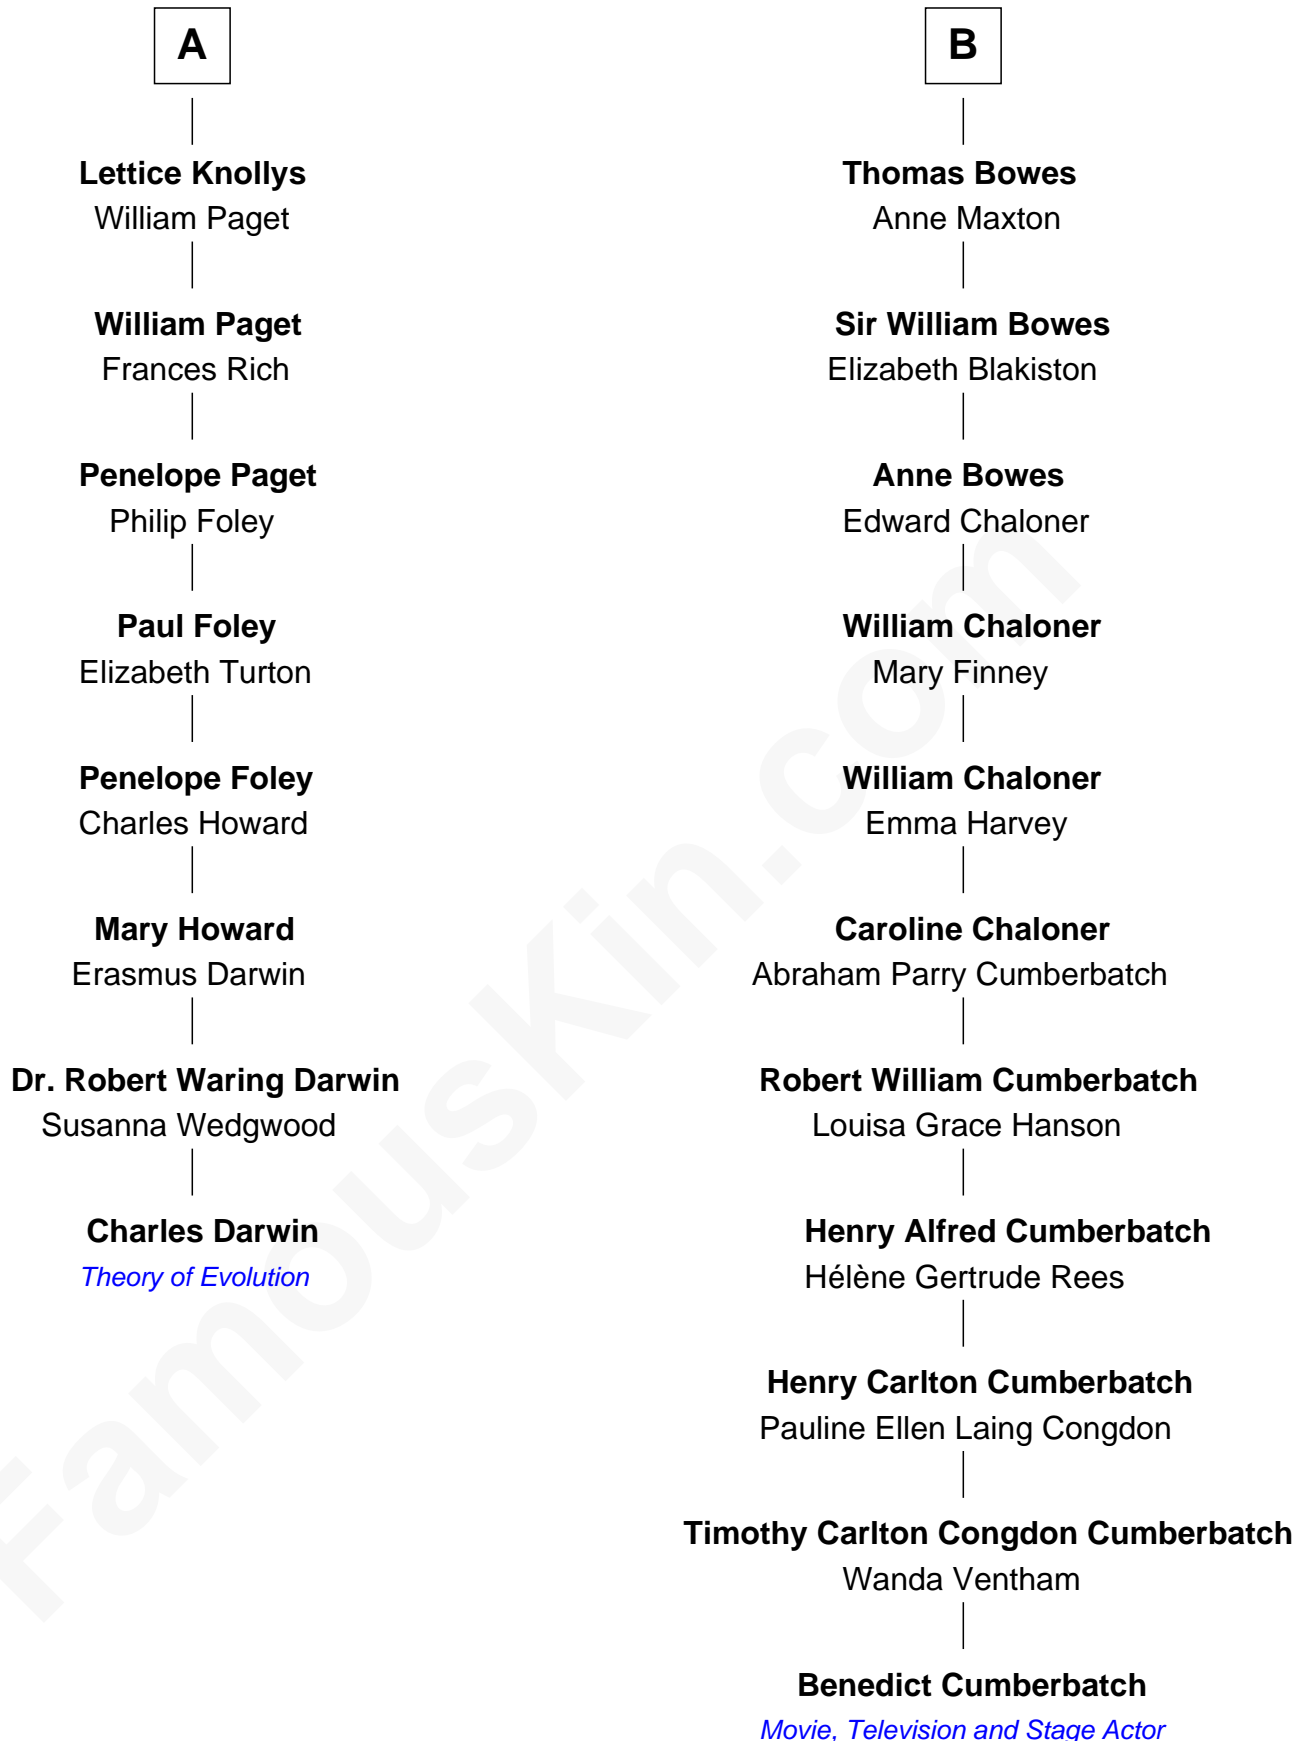 A
Lettice Knollys
William Paget
William Paget
Frances Rich
Penelope Paget
Philip Foley
Paul Foley
Elizabeth Turton
Penelope Foley
Charles Howard
Mary Howard
Erasmus Darwin
Dr. Robert Waring Darwin
Susanna Wedgwood
Charles Darwin
Theory of Evolution
B
Thomas Bowes
Anne Maxton
Sir William Bowes
Elizabeth Blakiston
Anne Bowes
Edward Chaloner
William Chaloner
Mary Finney
William Chaloner
Emma Harvey
Caroline Chaloner
Abraham Parry Cumberbatch
Robert William Cumberbatch
Louisa Grace Hanson
Henry Alfred Cumberbatch
Hélène Gertrude Rees
Henry Carlton Cumberbatch
Pauline Ellen Laing Congdon
Timothy Carlton Congdon Cumberbatch
Wanda Ventham
Benedict Cumberbatch
Movie, Television and Stage Actor
FamousKin.com